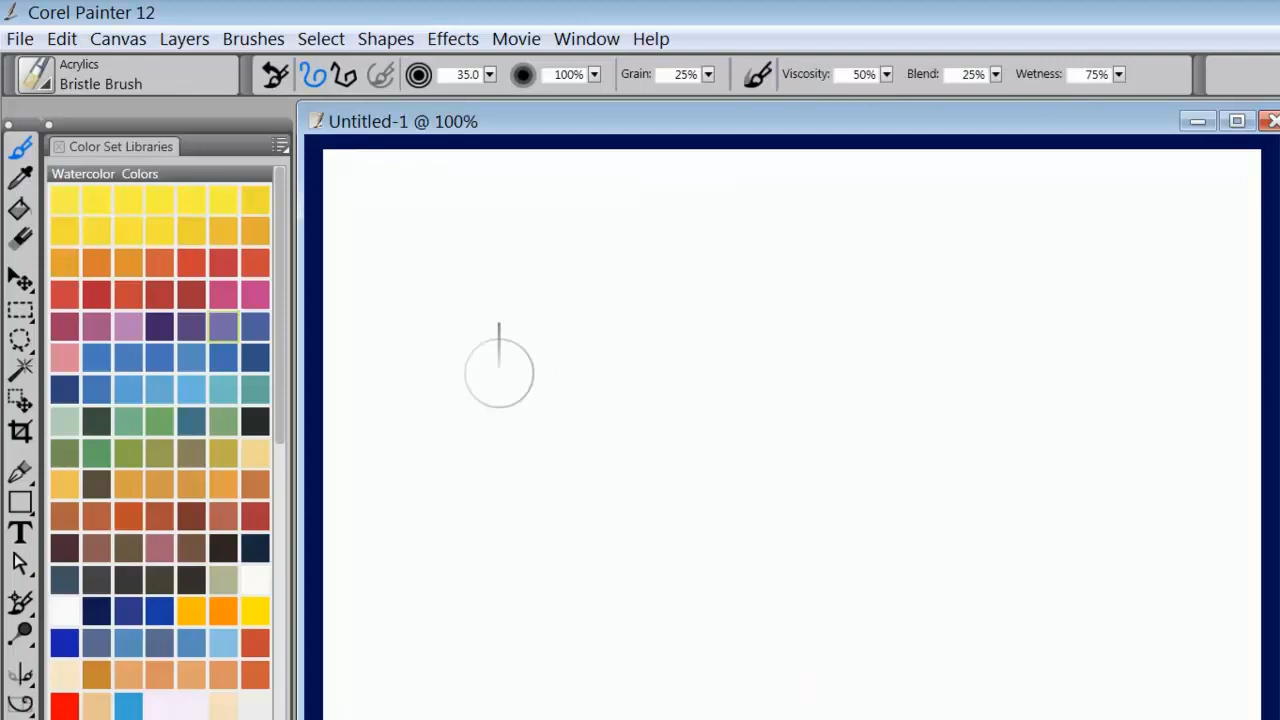 Corel Painter 12
File Edit Canvas Layers Brushes Select Shapes Effects Movie Window Help
Acrylics
Bristle Brush
35.0 100% Grain: 25% Viscosity: 50% Blend: 25% Wetness: 75%
Untitled-1 @ 100%
Color Set Libraries
Watercolor Colors
T